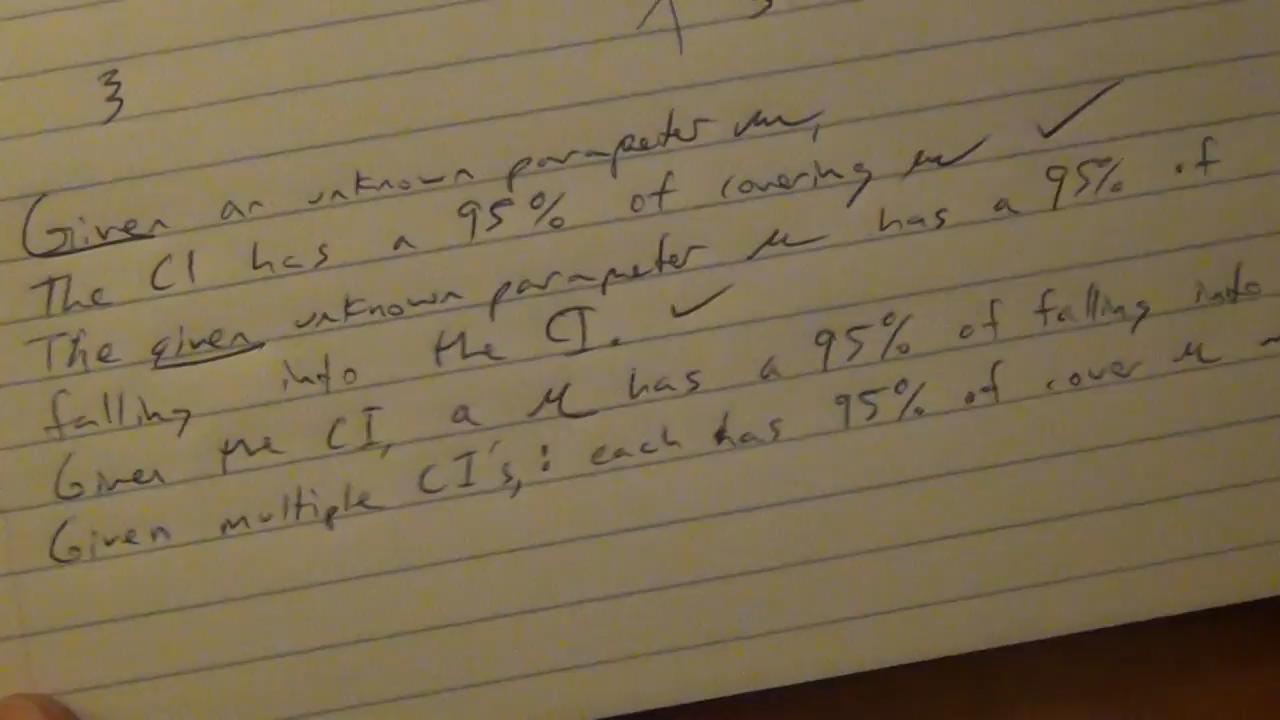 3
Given an unknown parameter μ,
The CI has a 95% of covering μ ✓
The given unknown parameter μ has a 95% of
falling into the CI. ✓
Given the CI, a μ has a 95% of falling into
Given multiple CI's,: each has 95% of cover μ